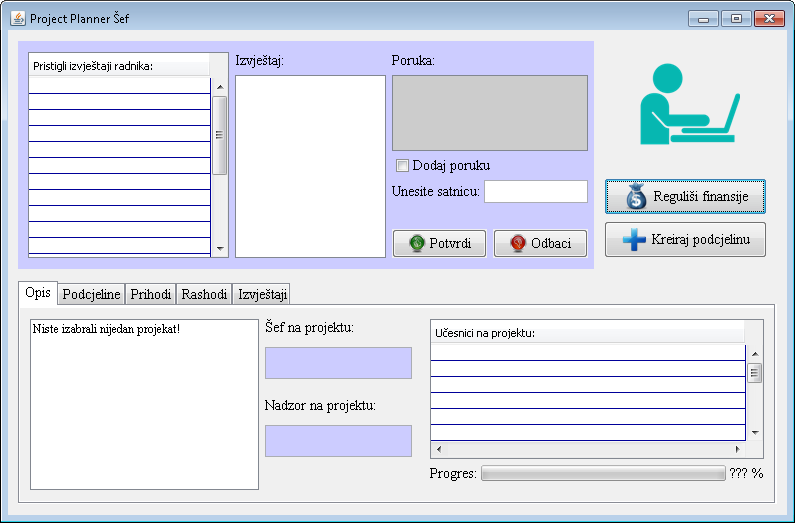 Project Planner Šef
Pristigli izvještaji radnika:
Izvještaj:
Poruka:
Dodaj poruku
Unesite satnicu:
Potvrdi
Odbaci
Reguliši finansije
Kreiraj podcjelinu
Opis
Podcjeline
Prihodi
Rashodi
Izvještaji
Niste izabrali nijedan projekat!
Šef na projektu:
Nadzor na projektu:
Učesnici na projektu:
Progres:
??? %